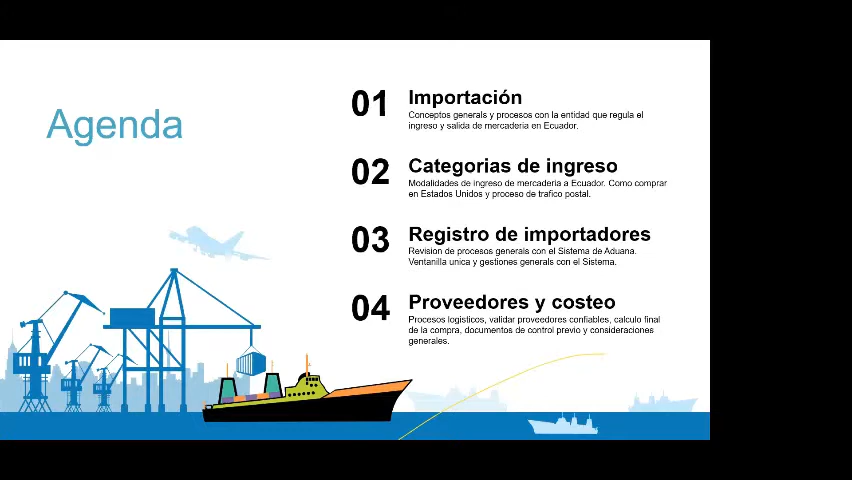 Agenda
01
Importación
Conceptos generals y procesos con la entidad que regula el
ingreso y salida de mercaderia en Ecuador.
02
Categorias de ingreso
Modalidades de ingreso de mercaderia a Ecuador. Como comprar
en Estados Unidos y proceso de trafico postal.
03
Registro de importadores
Revision de procesos generals con el Sistema de Aduana.
Ventanilla unica y gestiones generals con el Sistema.
04
Proveedores y costeo
Procesos logísticos, validar proveedores confiables, calculo final
de la compra, documentos de control previo y consideraciones
generales.